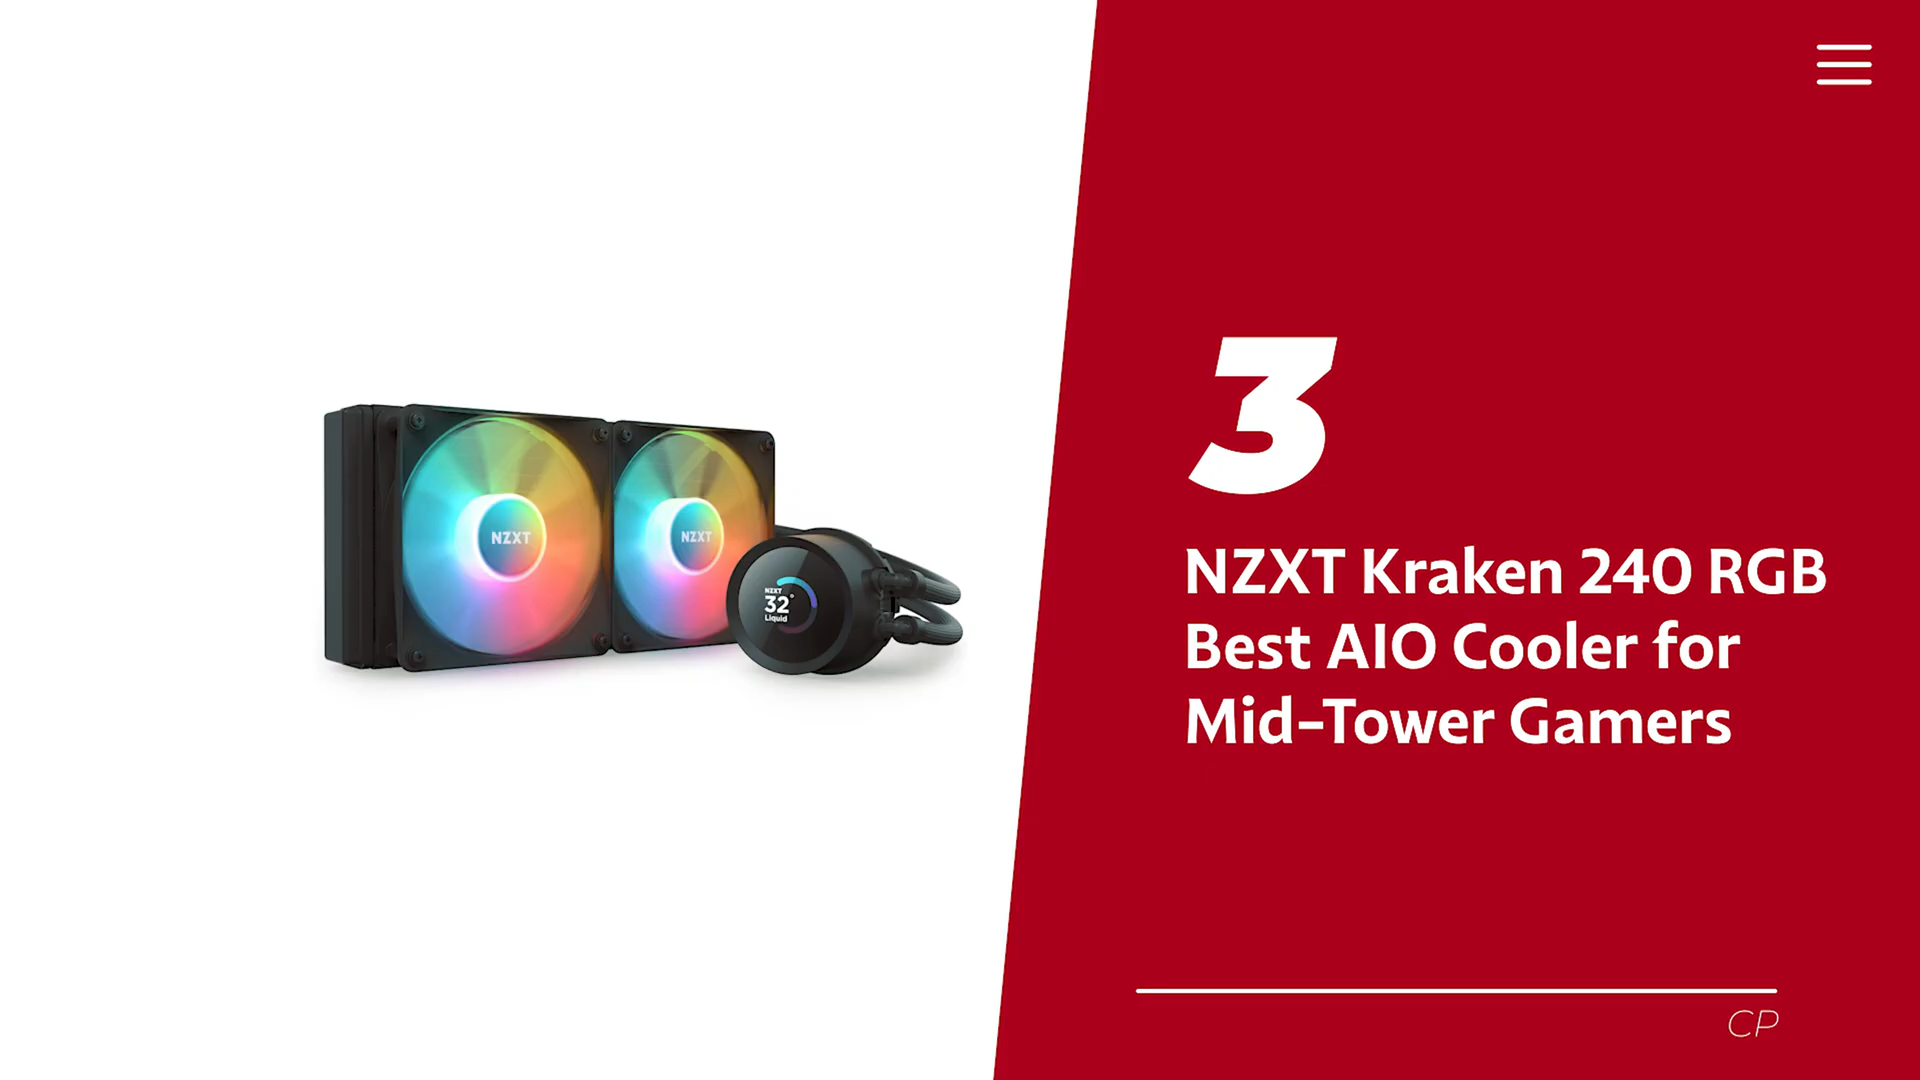 NZXT
NZXT
NZXT
32°
Liquid
3
NZXT Kraken 240 RGB
Best AIO Cooler for
Mid-Tower Gamers
CP